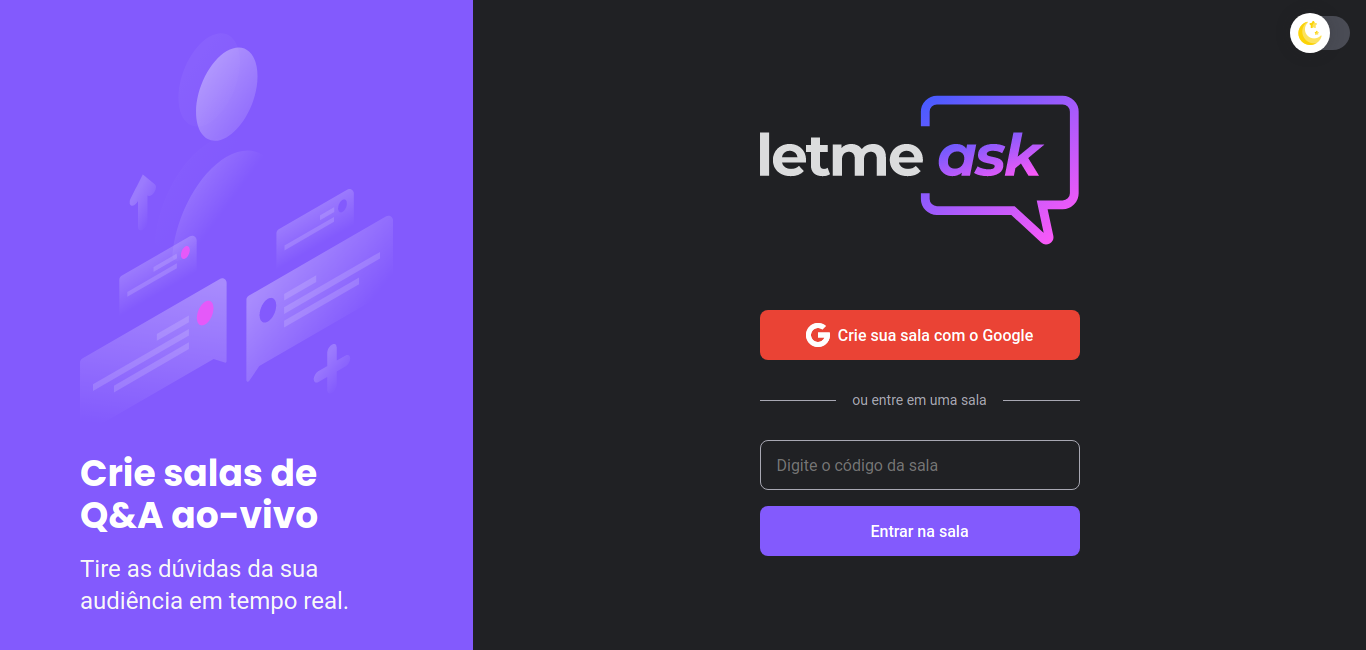 Crie salas de
Q&A ao-vivo
Tire as dúvidas da sua
audiência em tempo real.
letme ask
Crie sua sala com o Google
ou entre em uma sala
Digite o código da sala
Entrar na sala